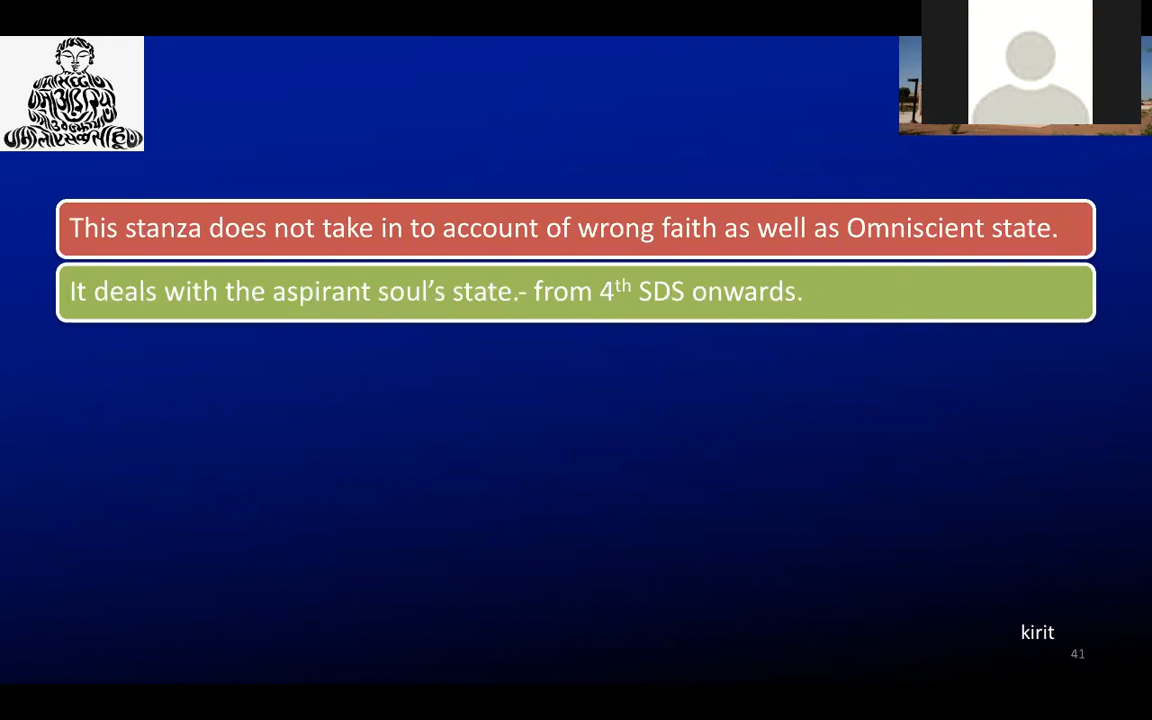 This stanza does not take in to account of wrong faith as well as Omniscient state.
It deals with the aspirant soul’s state.- from 4th SDS onwards.
kirit
41